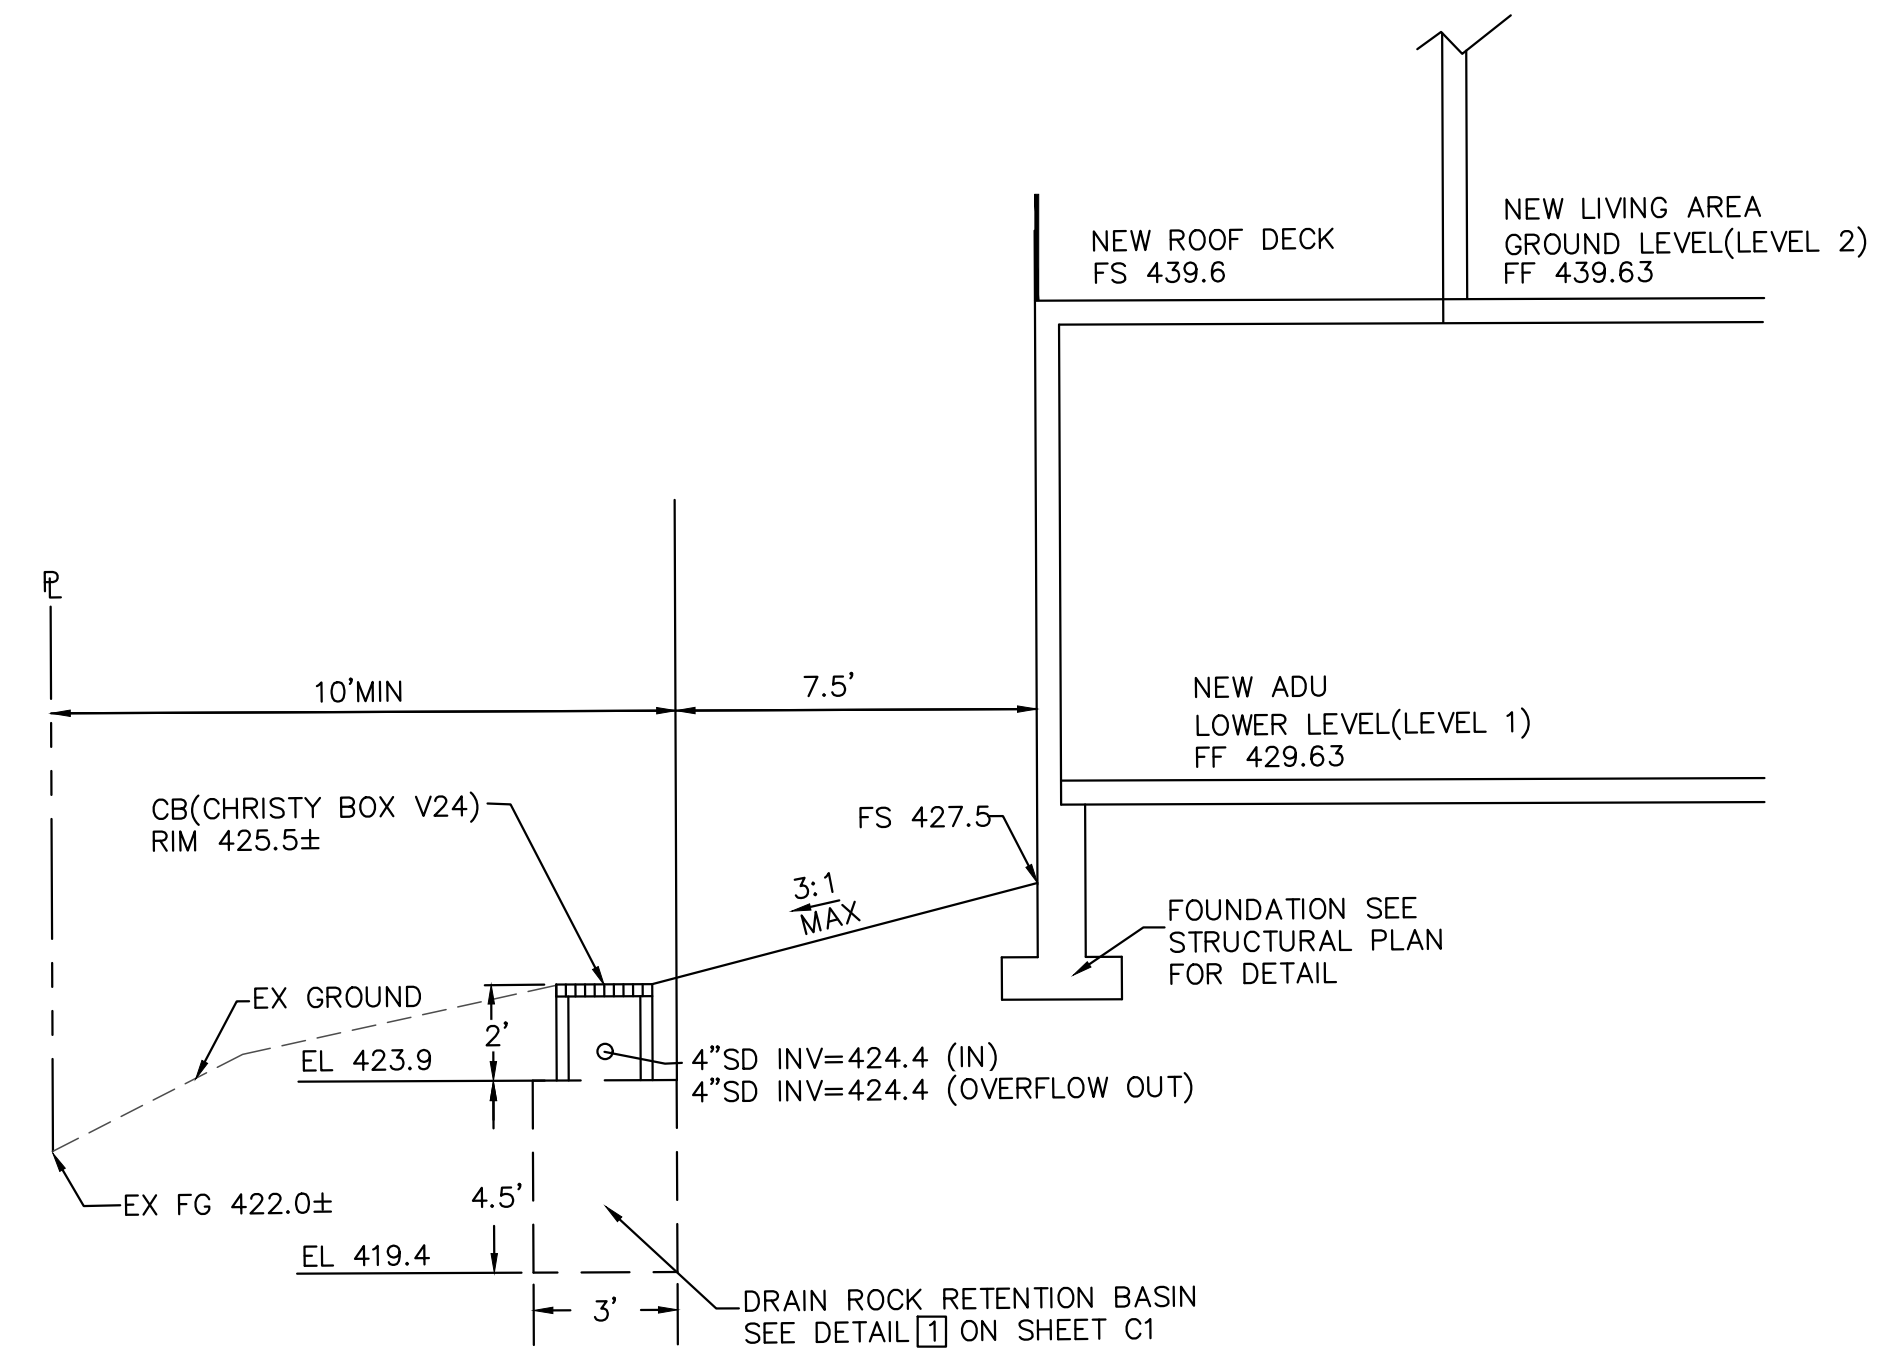 NEW LIVING AREA
GROUND LEVEL(LEVEL 2)
FF 439.63
NEW ROOF DECK
FS 439.6
PL
10'MIN
7.5'
NEW ADU
LOWER LEVEL(LEVEL 1)
FF 429.63
CB(CHRISTY BOX V24)
RIM 425.5±
FS 427.5
3:1
MAX
FOUNDATION SEE
STRUCTURAL PLAN
FOR DETAIL
EX GROUND
2'
EL 423.9
4"SD INV=424.4 (IN)
4"SD INV=424.4 (OVERFLOW OUT)
EX FG 422.0±
4.5'
EL 419.4
3'
DRAIN ROCK RETENTION BASIN
SEE DETAIL 1 ON SHEET C1